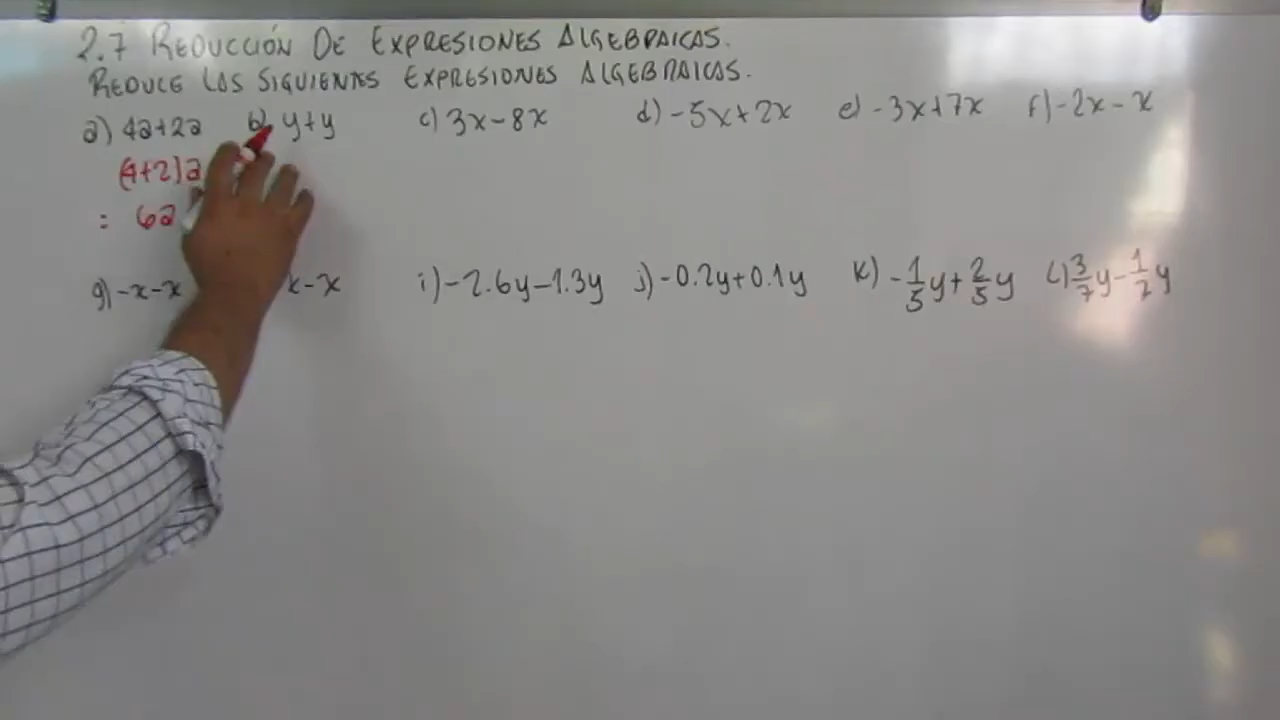 2.7 REDUCCIÓN DE EXPRESIONES ALGEBRAICAS.
REDUCE LAS SIGUIENTES EXPRESIONES ALGEBRAICAS.
a) 4a+2a b) y+y c) 3x-8x d) -5x+2x e) -3x+7x f) -2x-x
(4+2)a
= 6a
g) -x-x -x i) -2.6y-1.3y j) -0.2y+0.1y k) -1/5y+2/5y l) 3/7y-1/2y